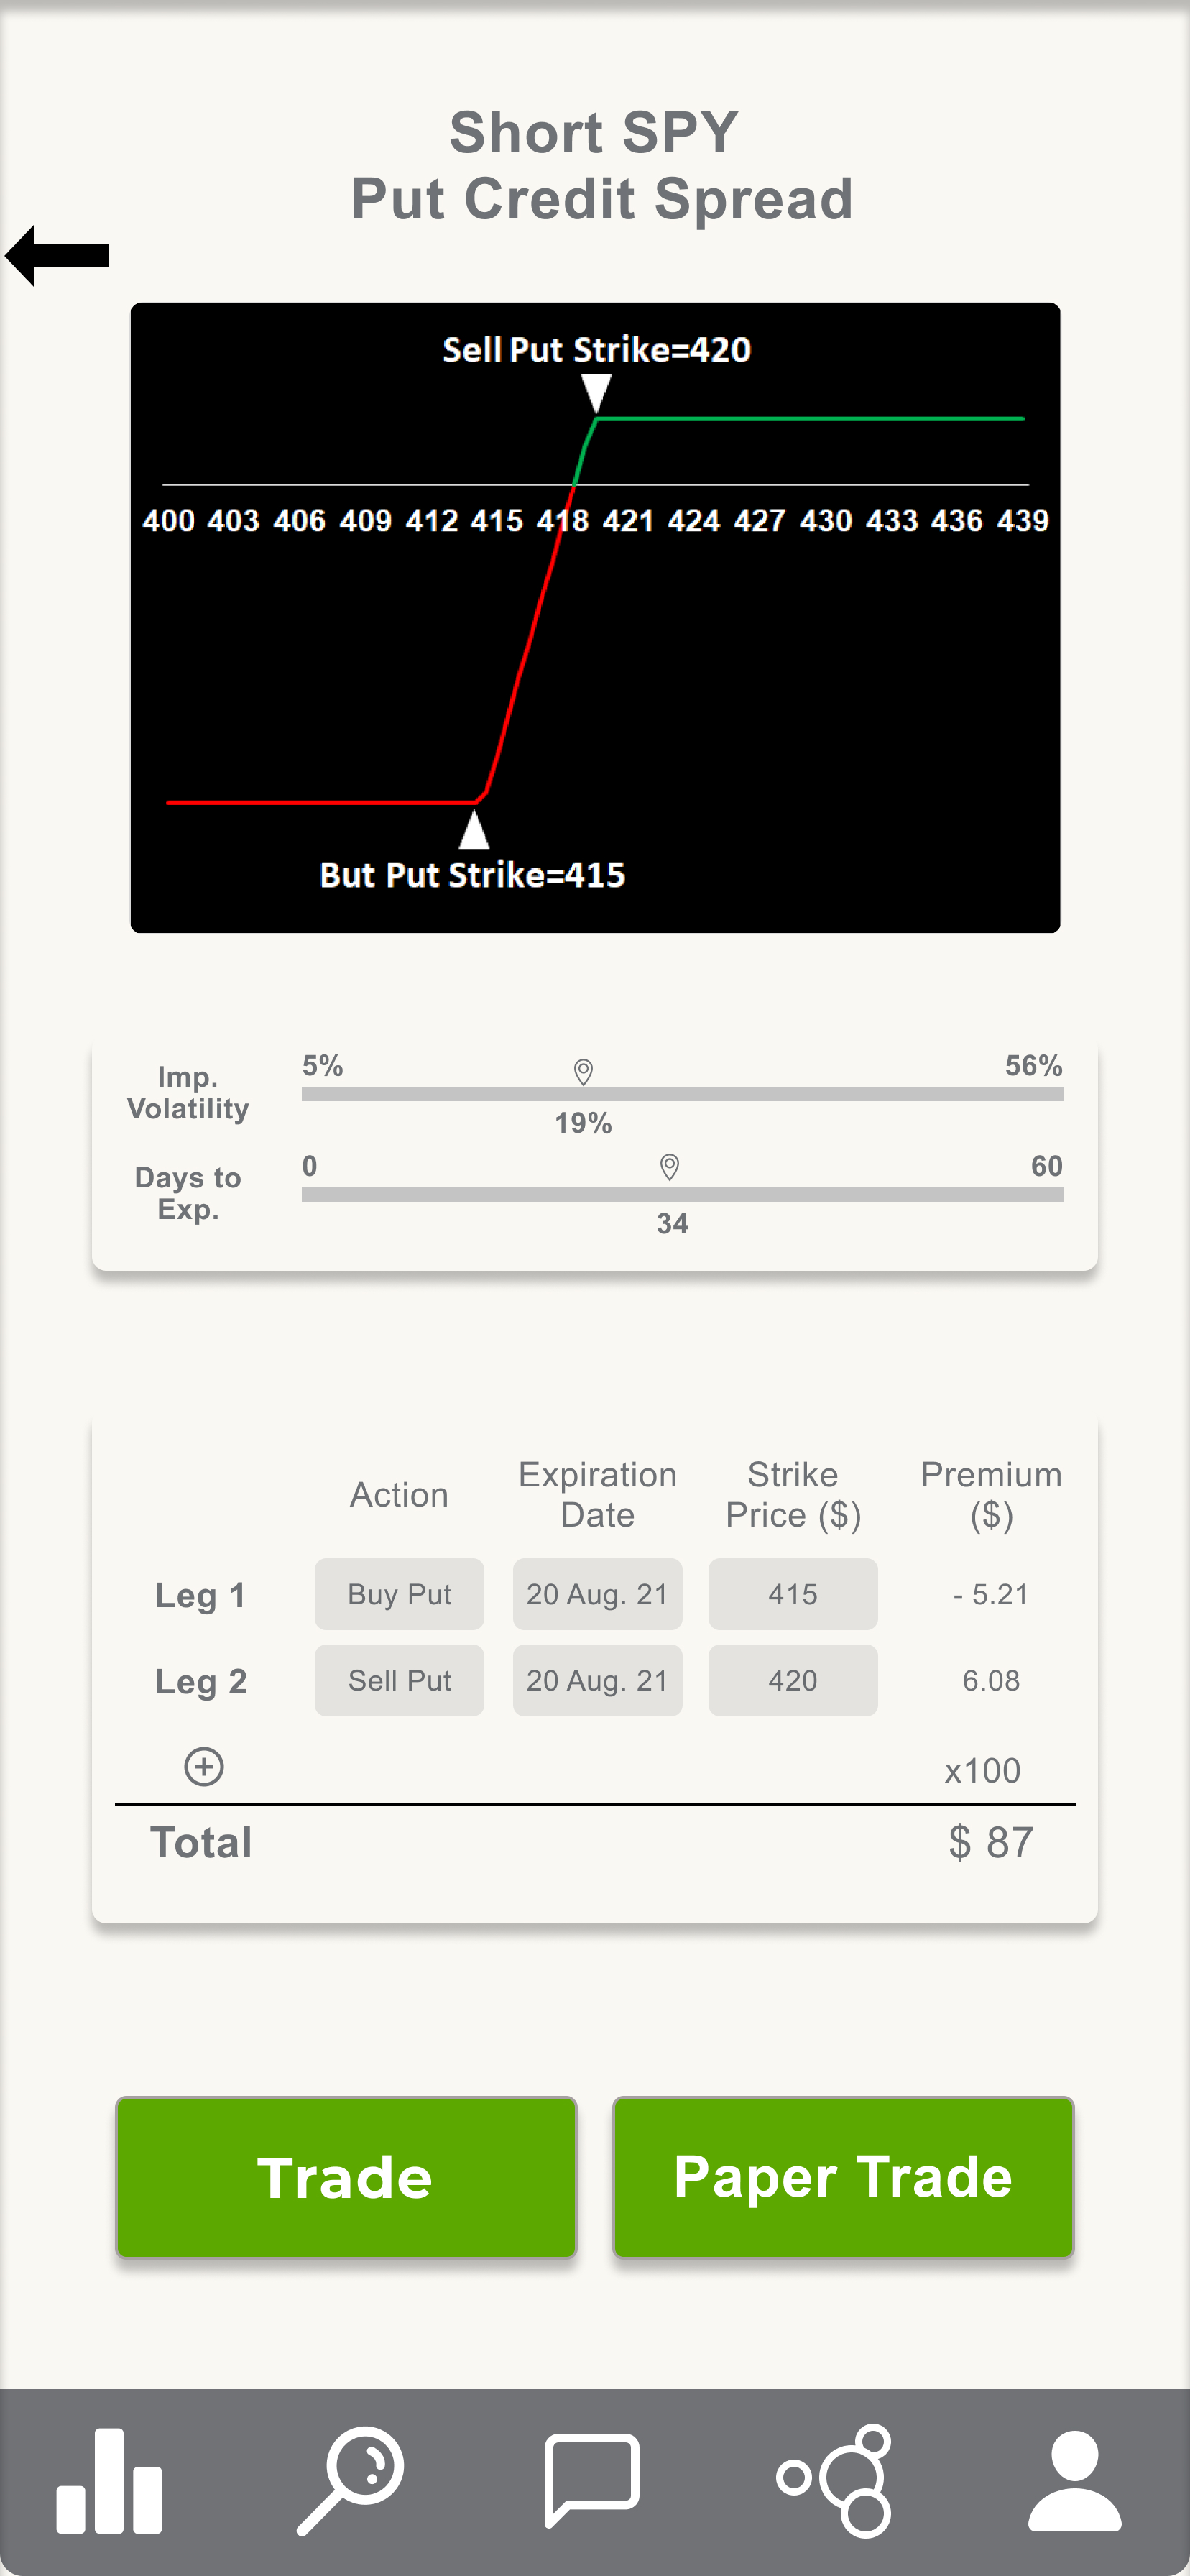 Short SPY
Put Credit Spread
Sell Put Strike=420
400 403 406 409 412 415 418 421 424 427 430 433 436 439
But Put Strike=415
Imp.
Volatility
5%
56%
19%
Days to
Exp.
0
60
34
Action
Expiration
Date
Strike
Price ($)
Premium
($)
Leg 1 Buy Put 20 Aug. 21 415 - 5.21
Leg 2 Sell Put 20 Aug. 21 420 6.08
x100
Total $ 87
Trade Paper Trade